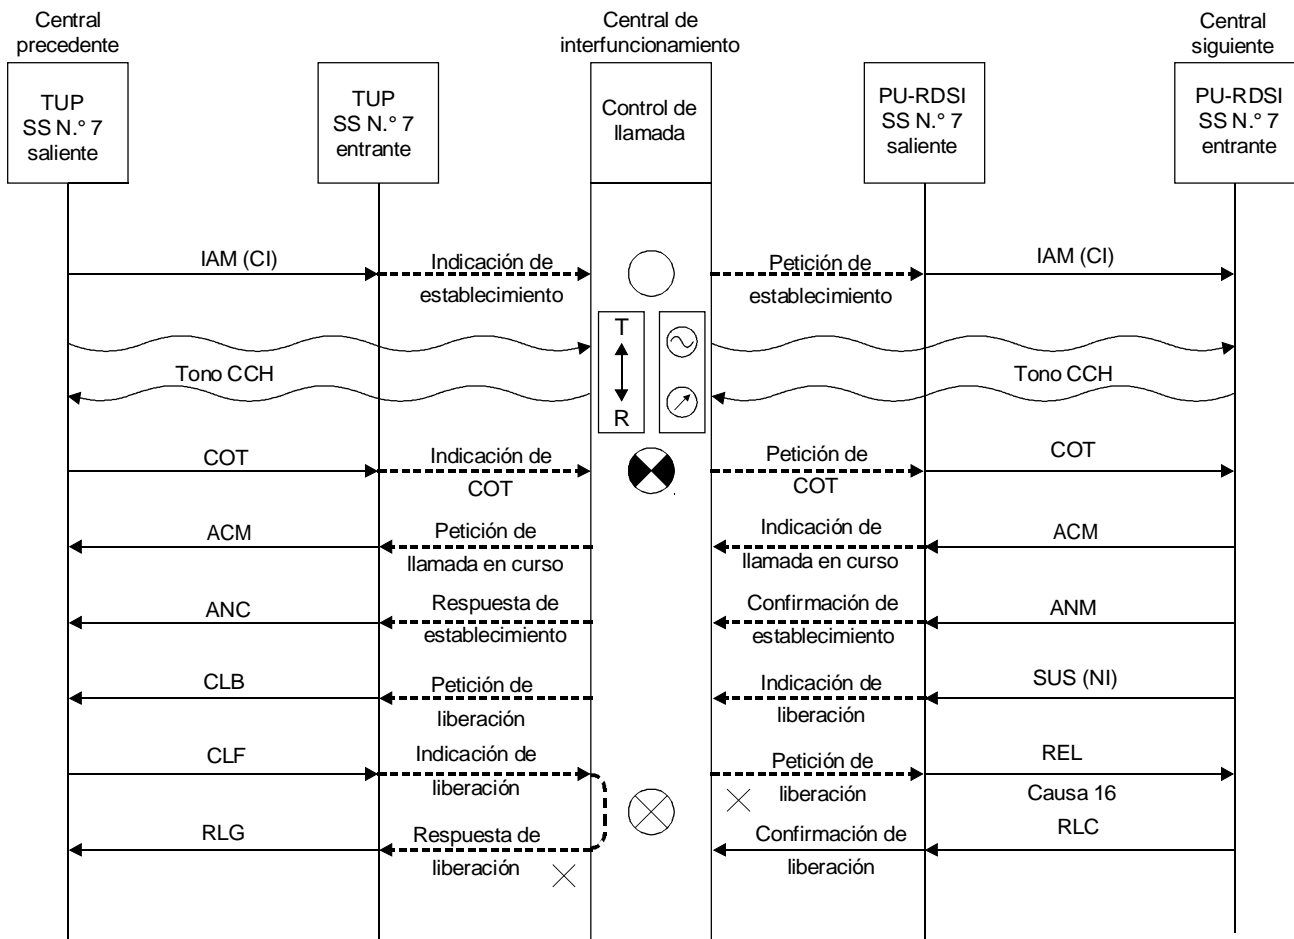 Central
precedente
Central de
interfuncionamiento
Central
siguiente
TUP
SS N.° 7
saliente
TUP
SS N.° 7
entrante
Control de
llamada
PU-RDSI
SS N.° 7
saliente
PU-RDSI
SS N.° 7
entrante
IAM (CI)
Indicación de
establecimiento
Petición de
establecimiento
IAM (CI)
T
R
Tono CCH
Tono CCH
COT
Indicación de
COT
Petición de
COT
COT
ACM
Petición de
llamada en curso
Indicación de
llamada en curso
ACM
ANC
Respuesta de
establecimiento
Confirmación de
establecimiento
ANM
CLB
Petición de
liberación
Indicación de
liberación
SUS (NI)
CLF
Indicación de
liberación
Petición de
liberación
REL
Causa 16
RLG
Respuesta de
liberación
Confirmación de
liberación
RLC